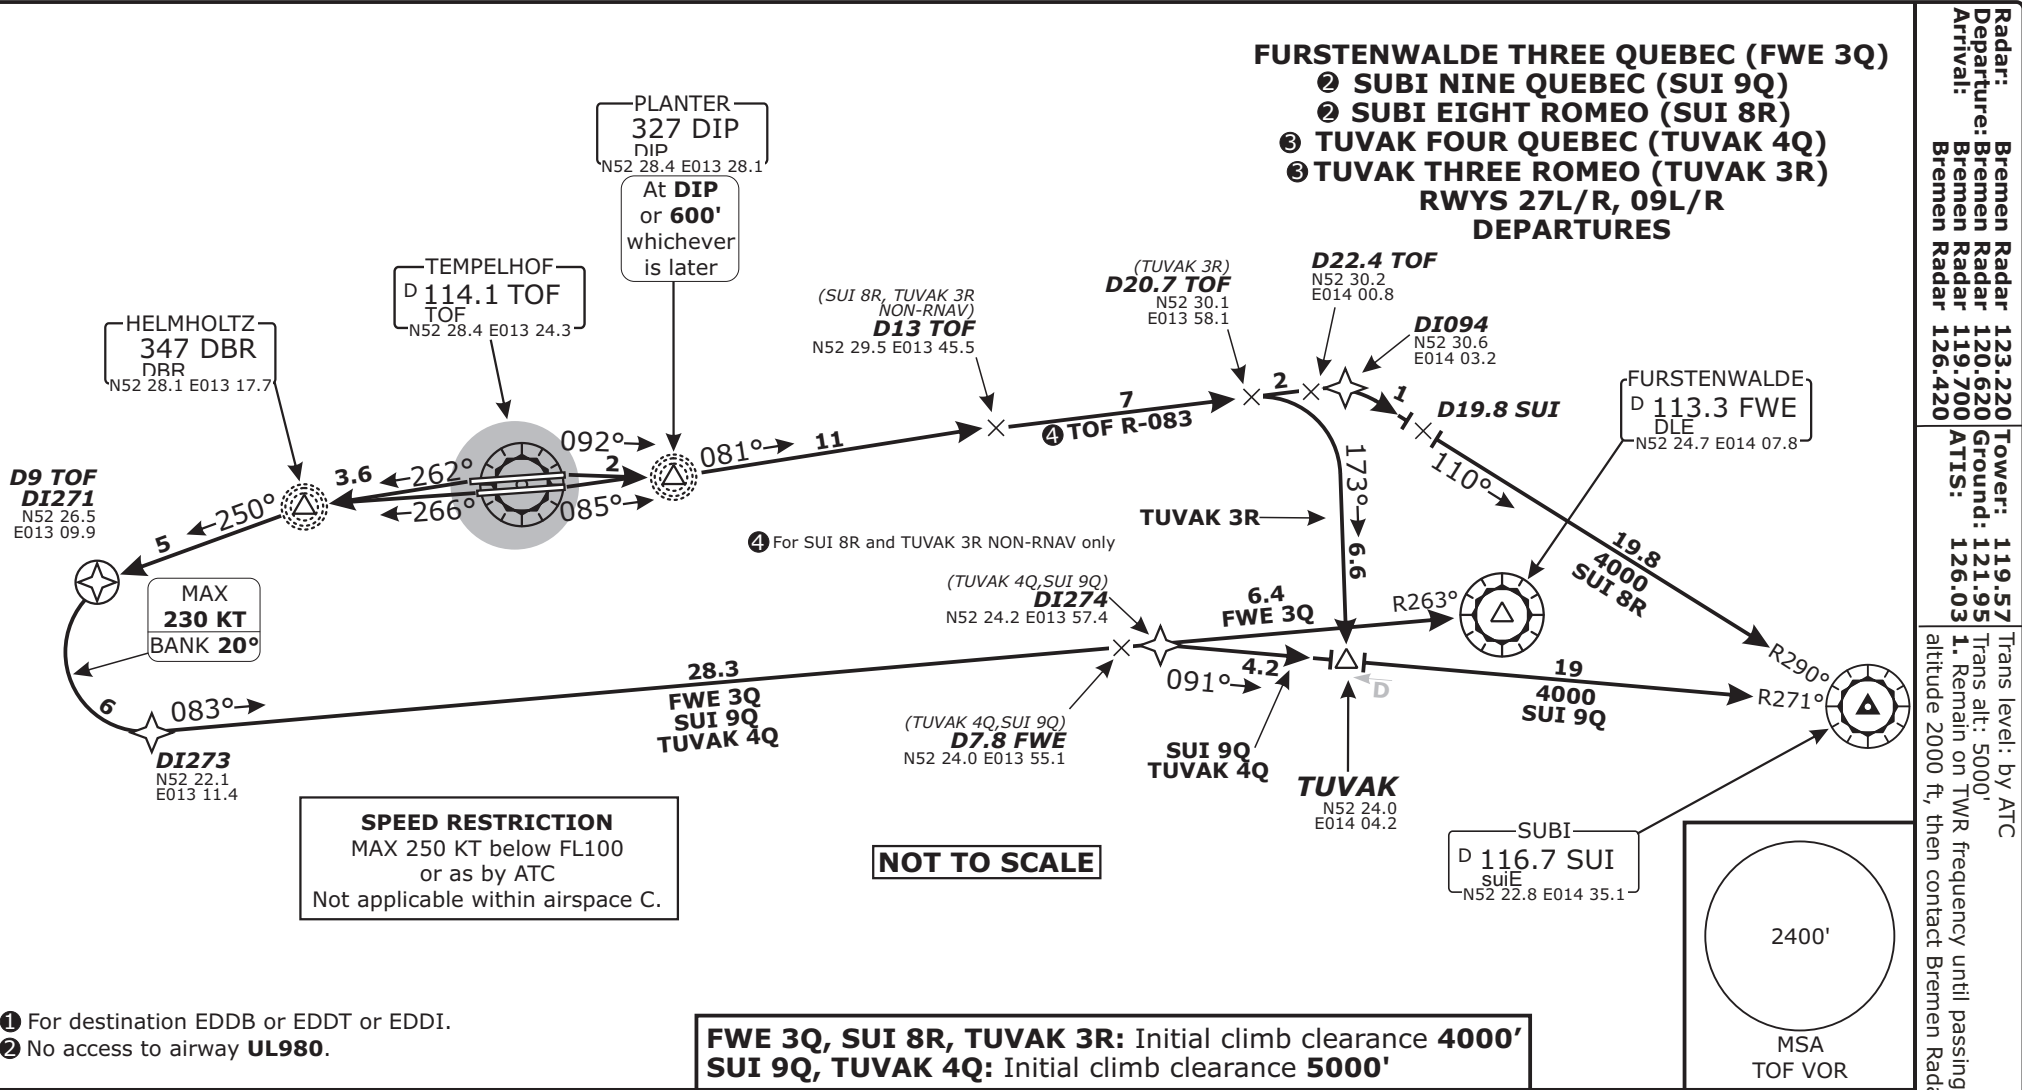 FURSTENWALDE THREE QUEBEC (FWE 3Q)
❷ SUBI NINE QUEBEC (SUI 9Q)
❷ SUBI EIGHT ROMEO (SUI 8R)
❸ TUVAK FOUR QUEBEC (TUVAK 4Q)
❸ TUVAK THREE ROMEO (TUVAK 3R)
RWYS 27L/R, 09L/R
DEPARTURES
PLANTER
327 DIP
DIP
N52 28.4 E013 28.1
At DIP
or 600'
whichever
is later
TEMPELHOF
D 114.1 TOF
TOF
N52 28.4 E013 24.3
HELMHOLTZ
347 DBR
DBR
N52 28.1 E013 17.7
(SUI 8R, TUVAK 3R
NON-RNAV)
D13 TOF
N52 29.5 E013 45.5
(TUVAK 3R)
D20.7 TOF
N52 30.1
E013 58.1
D22.4 TOF
N52 30.2
E014 00.8
DI094
N52 30.6
E014 03.2
FURSTENWALDE
D 113.3 FWE
DLE
N52 24.7 E014 07.8
D9 TOF
DI271
N52 26.5
E013 09.9
250°
5
3.6
262°
266°
092°
2
085°
081°
11
7
❹ TOF R-083
2
1
D19.8 SUI
110°
19.8
4000
SUI 8R
R290°
173°
6.6
TUVAK 3R
❹ For SUI 8R and TUVAK 3R NON-RNAV only
MAX
230 KT
BANK 20°
6
083°
DI273
N52 22.1
E013 11.4
28.3
FWE 3Q
SUI 9Q
TUVAK 4Q
(TUVAK 4Q,SUI 9Q)
DI274
N52 24.2 E013 57.4
6.4
FWE 3Q
R263°
(TUVAK 4Q,SUI 9Q)
D7.8 FWE
N52 24.0 E013 55.1
091°
4.2
SUI 9Q
TUVAK 4Q
D
TUVAK
N52 24.0
E014 04.2
19
4000
SUI 9Q
R271°
SUBI
D 116.7 SUI
suiE
N52 22.8 E014 35.1
SPEED RESTRICTION
MAX 250 KT below FL100
or as by ATC
Not applicable within airspace C.
NOT TO SCALE
2400'
MSA
TOF VOR
❶ For destination EDDB or EDDT or EDDI.
❷ No access to airway UL980.
FWE 3Q, SUI 8R, TUVAK 3R: Initial climb clearance 4000’
SUI 9Q, TUVAK 4Q: Initial climb clearance 5000'
Radar: Bremen Radar 123.220
Departure: Bremen Radar 120.620
Arrival: Bremen Radar 119.700
Bremen Radar 126.420
Tower: 119.57
Ground: 121.95
ATIS: 126.03
Trans level: by ATC
Trans alt: 5000'
1. Remain on TWR frequency until passing
altitude 2000 ft, then contact Bremen